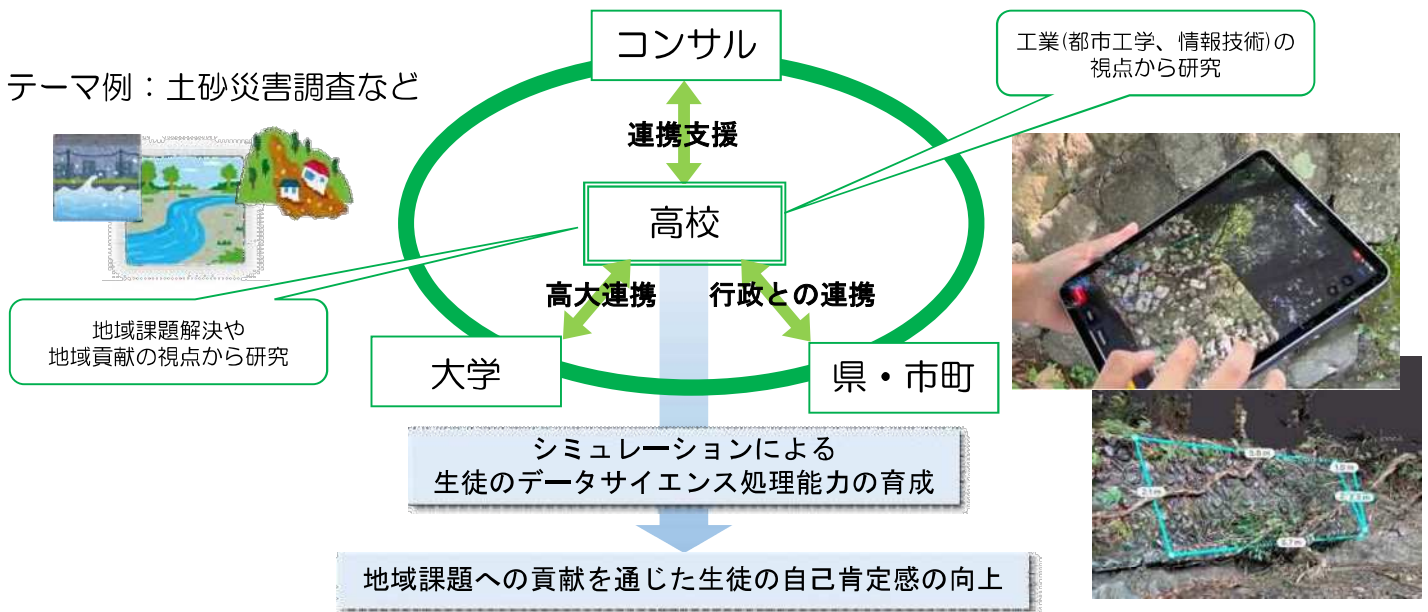 コンサル
工業(都市工学、情報技術)の
視点から研究
テーマ例：土砂災害調査など
連携支援
高校
高大連携
行政との連携
地域課題解決や
地域貢献の視点から研究
大学
県・市町
シミュレーションによる
生徒のデータサイエンス処理能力の育成
地域課題への貢献を通じた生徒の自己肯定感の向上
2.1 m